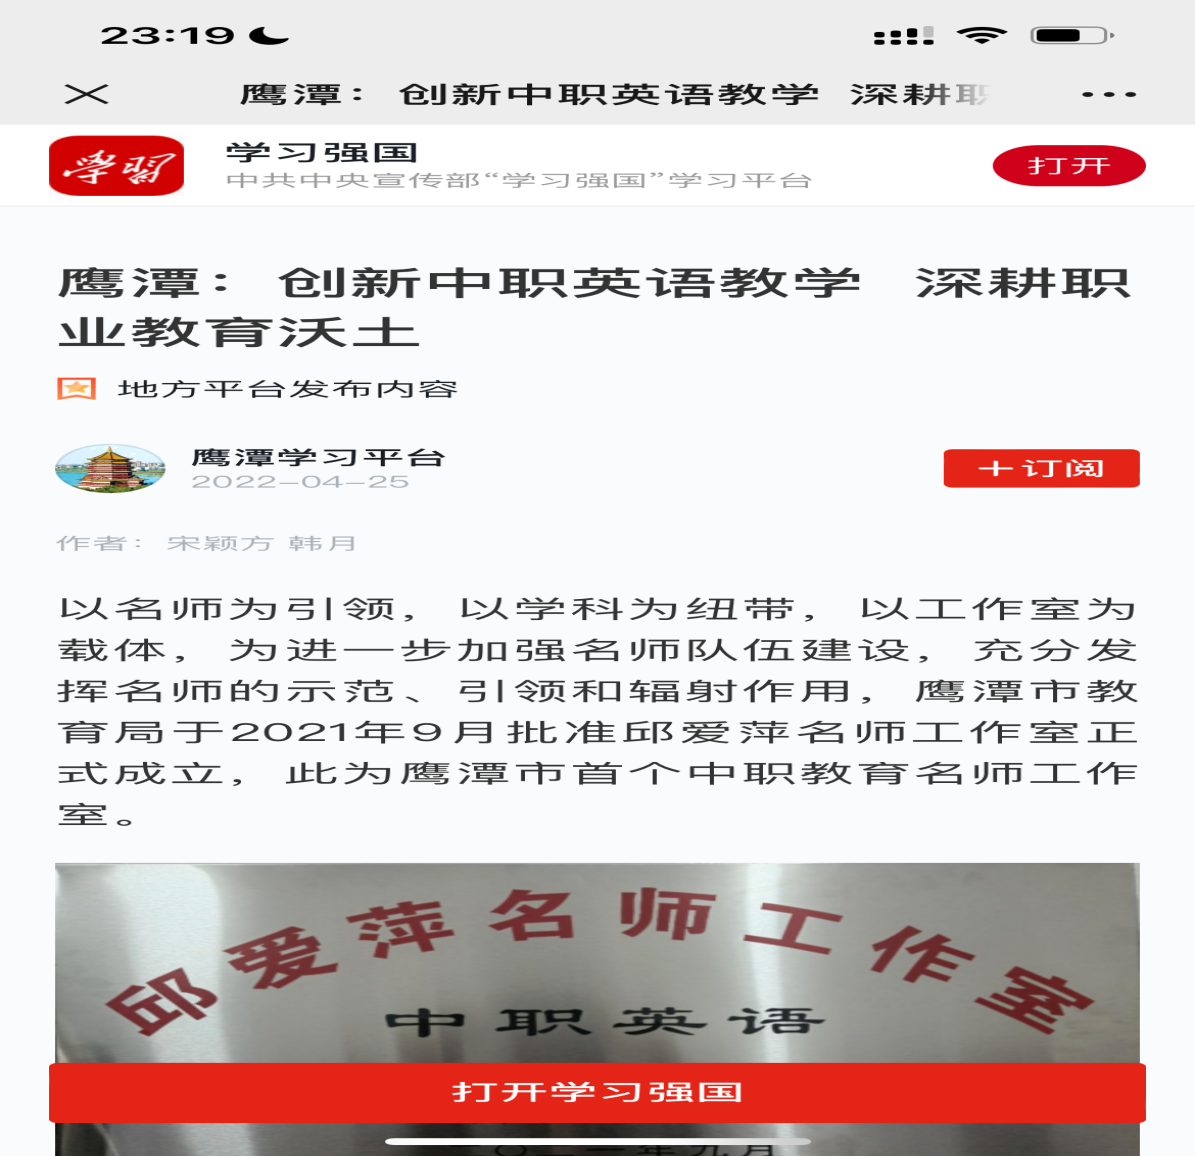 23:19
鹰潭：创新中职英语教学 深耕职
学习
学习强国
中共中央宣传部“学习强国”学习平台
打开
鹰潭：创新中职英语教学 深耕职
业教育沃土
地方平台发布内容
鹰潭学习平台
2022-04-25
+订阅
作者：宋颖方 韩月
以名师为引领，以学科为纽带，以工作室为
载体，为进一步加强名师队伍建设，充分发
挥名师的示范、引领和辐射作用，鹰潭市教
育局于2021年9月批准邱爱萍名师工作室正
式成立，此为鹰潭市首个中职教育名师工作
室。
邱爱萍名师工作室
中职英语
打开学习强国
二〇二一年九月